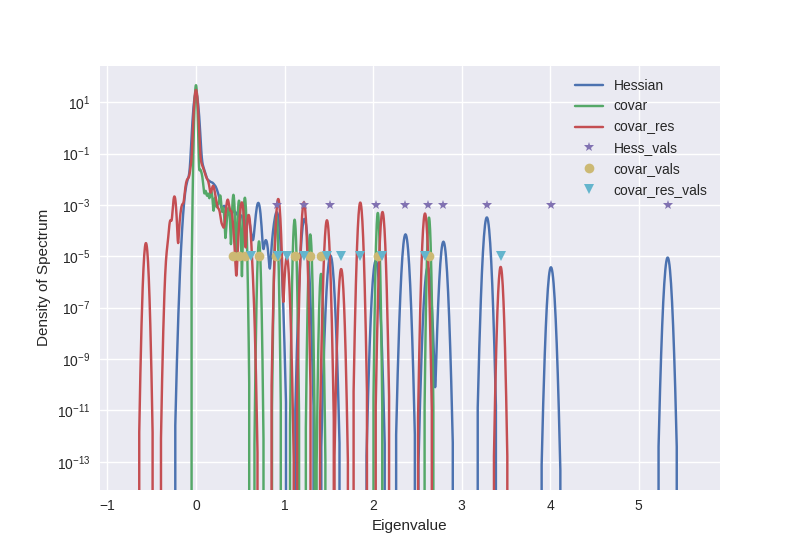 Hessian
covar
covar_res
Hess_vals
covar_vals
covar_res_vals
10^1
10^−1
10^−3
10^−5
10^−7
10^−9
10^−11
10^−13
Density of Spectrum
−1 0 1 2 3 4 5
Eigenvalue